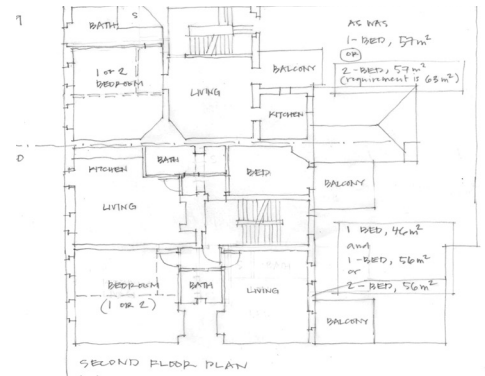 BATH
S
AS WAS
1-BED, 57m²
OR
2-BED, 57m²
(requirement is 63m²)
1 or 2
BEDROOM
LIVING
BALCONY
KITCHEN
BATH
KITCHEN
BED
BALCONY
LIVING
1 BED, 46m²
and
1-BED, 56m²
or
2-BED, 56m²
BEDROOM
(1 OR 2)
BATH
LIVING
BALCONY
SECOND FLOOR PLAN